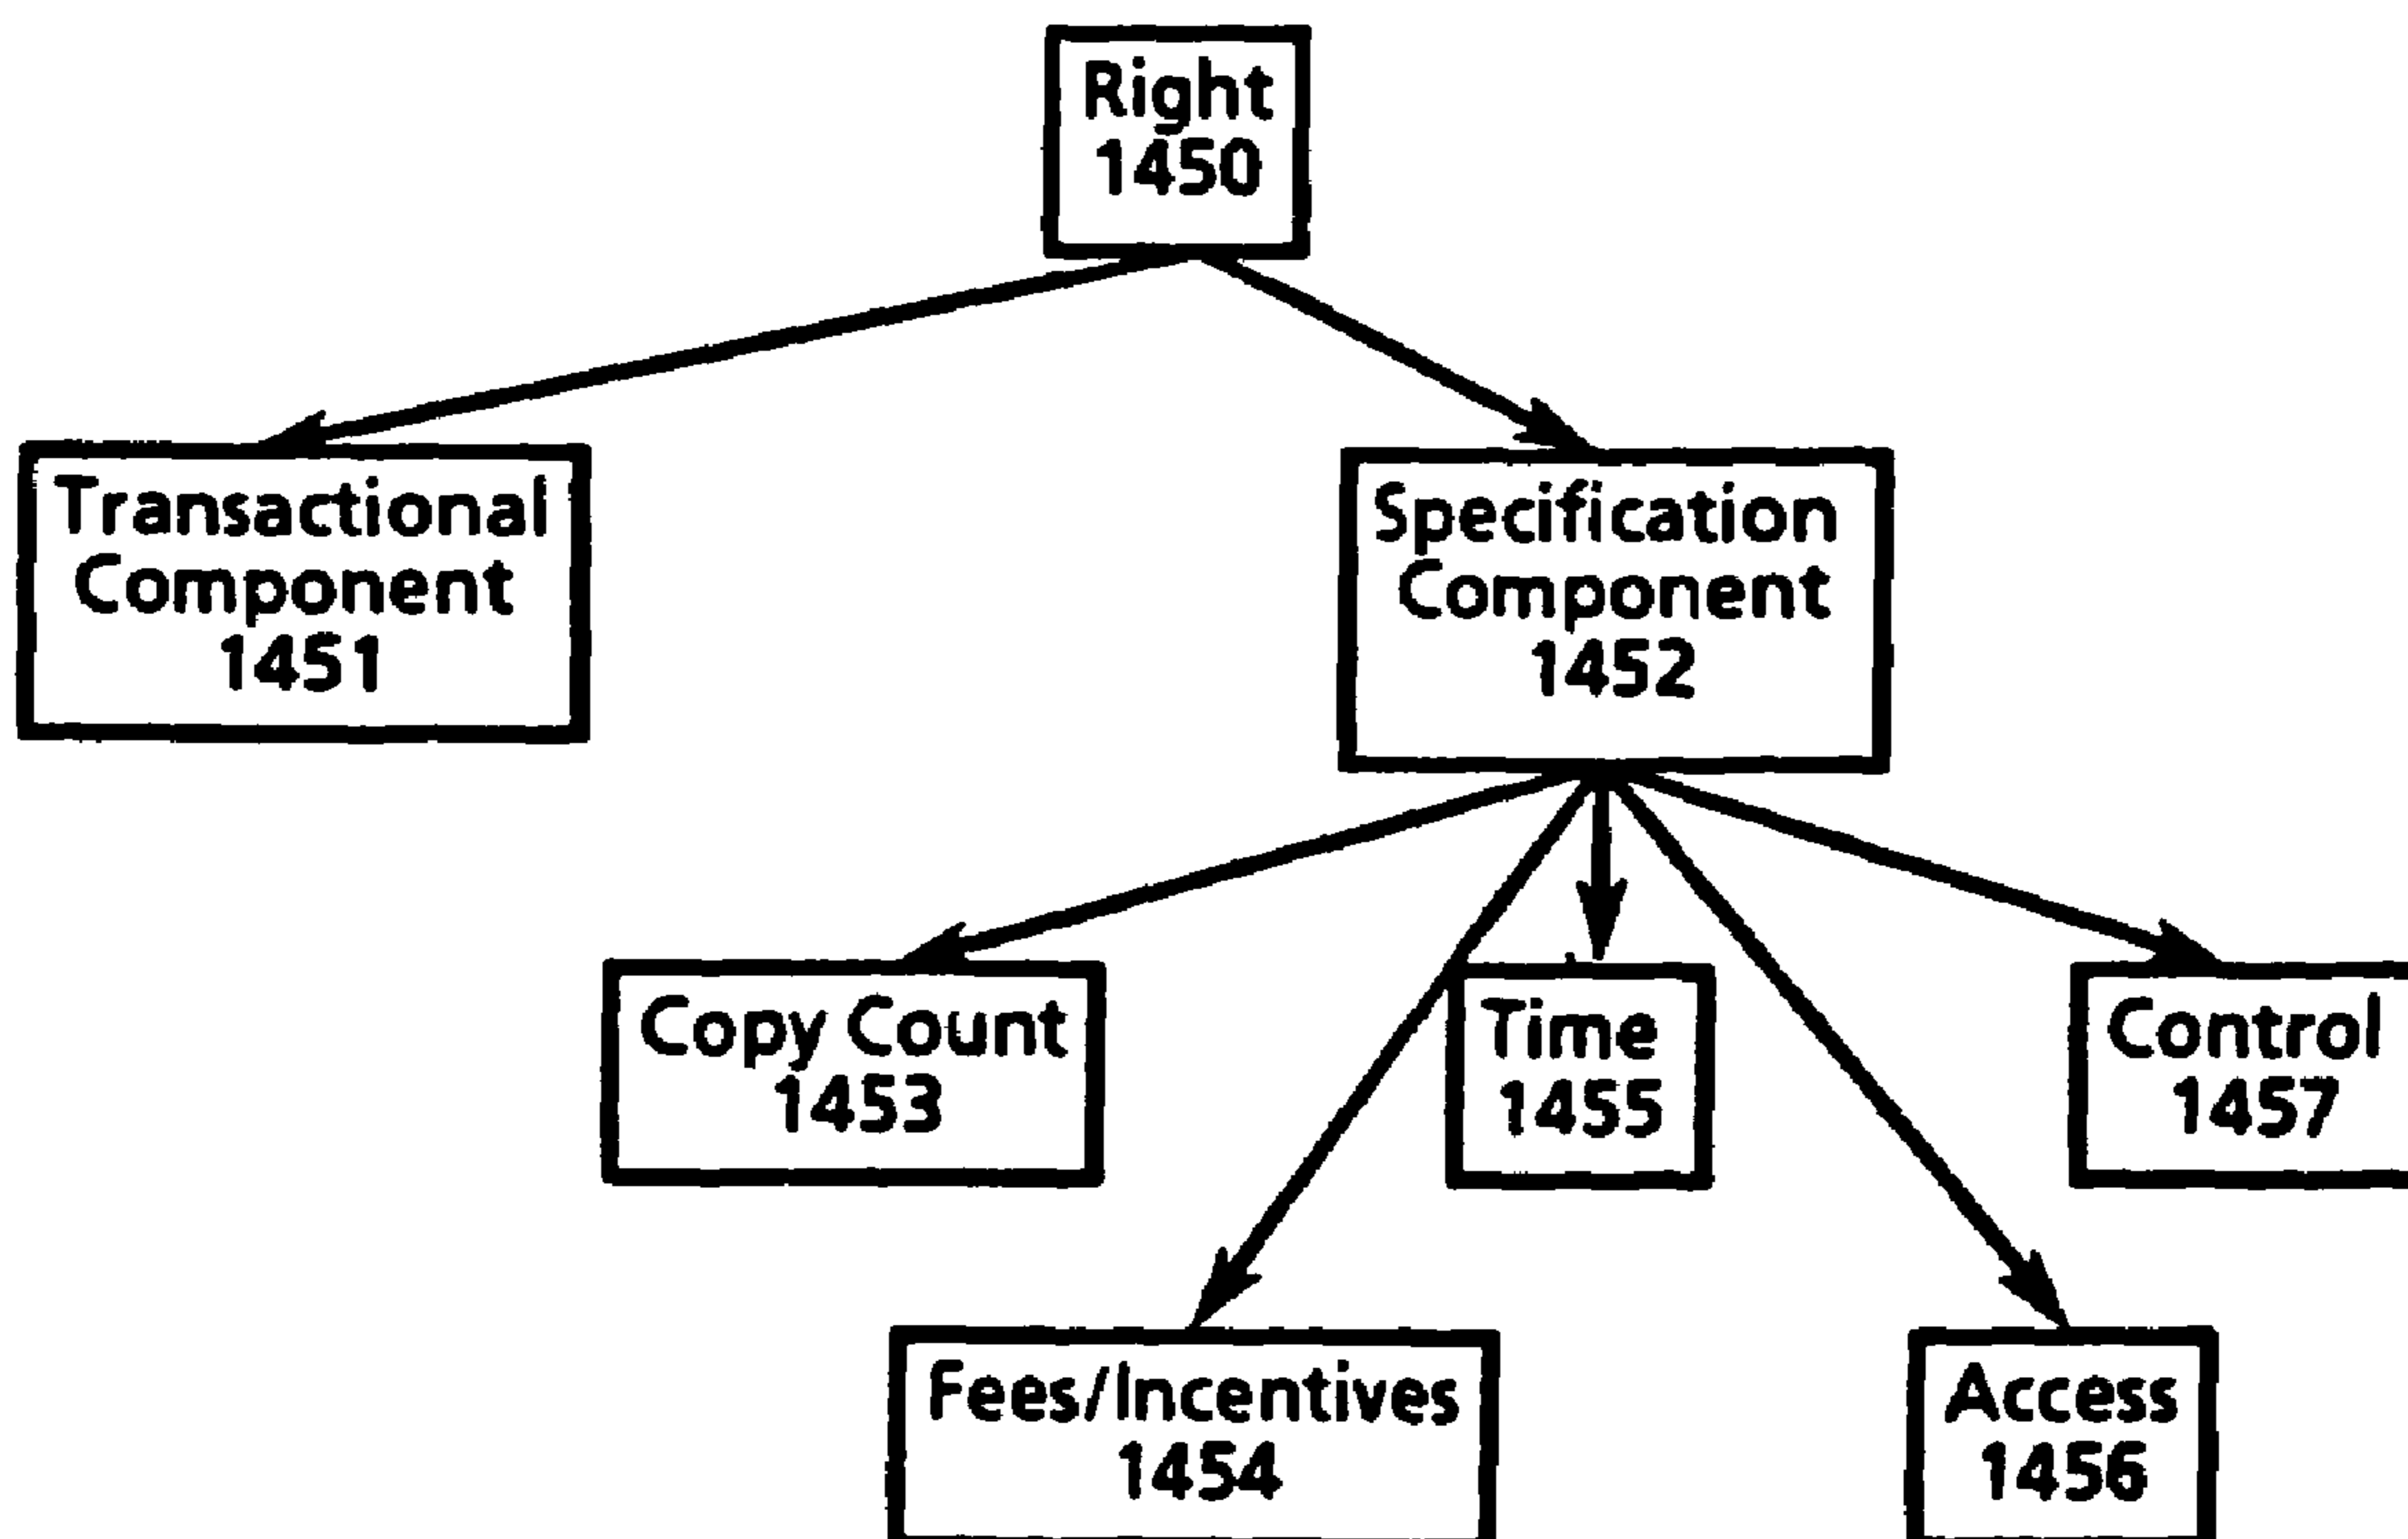 Right
1450
Transactional
Component
1451
Specification
Component
1452
Copy Count
1453
Time
1455
Control
1457
Fees/Incentives
1454
Access
1456